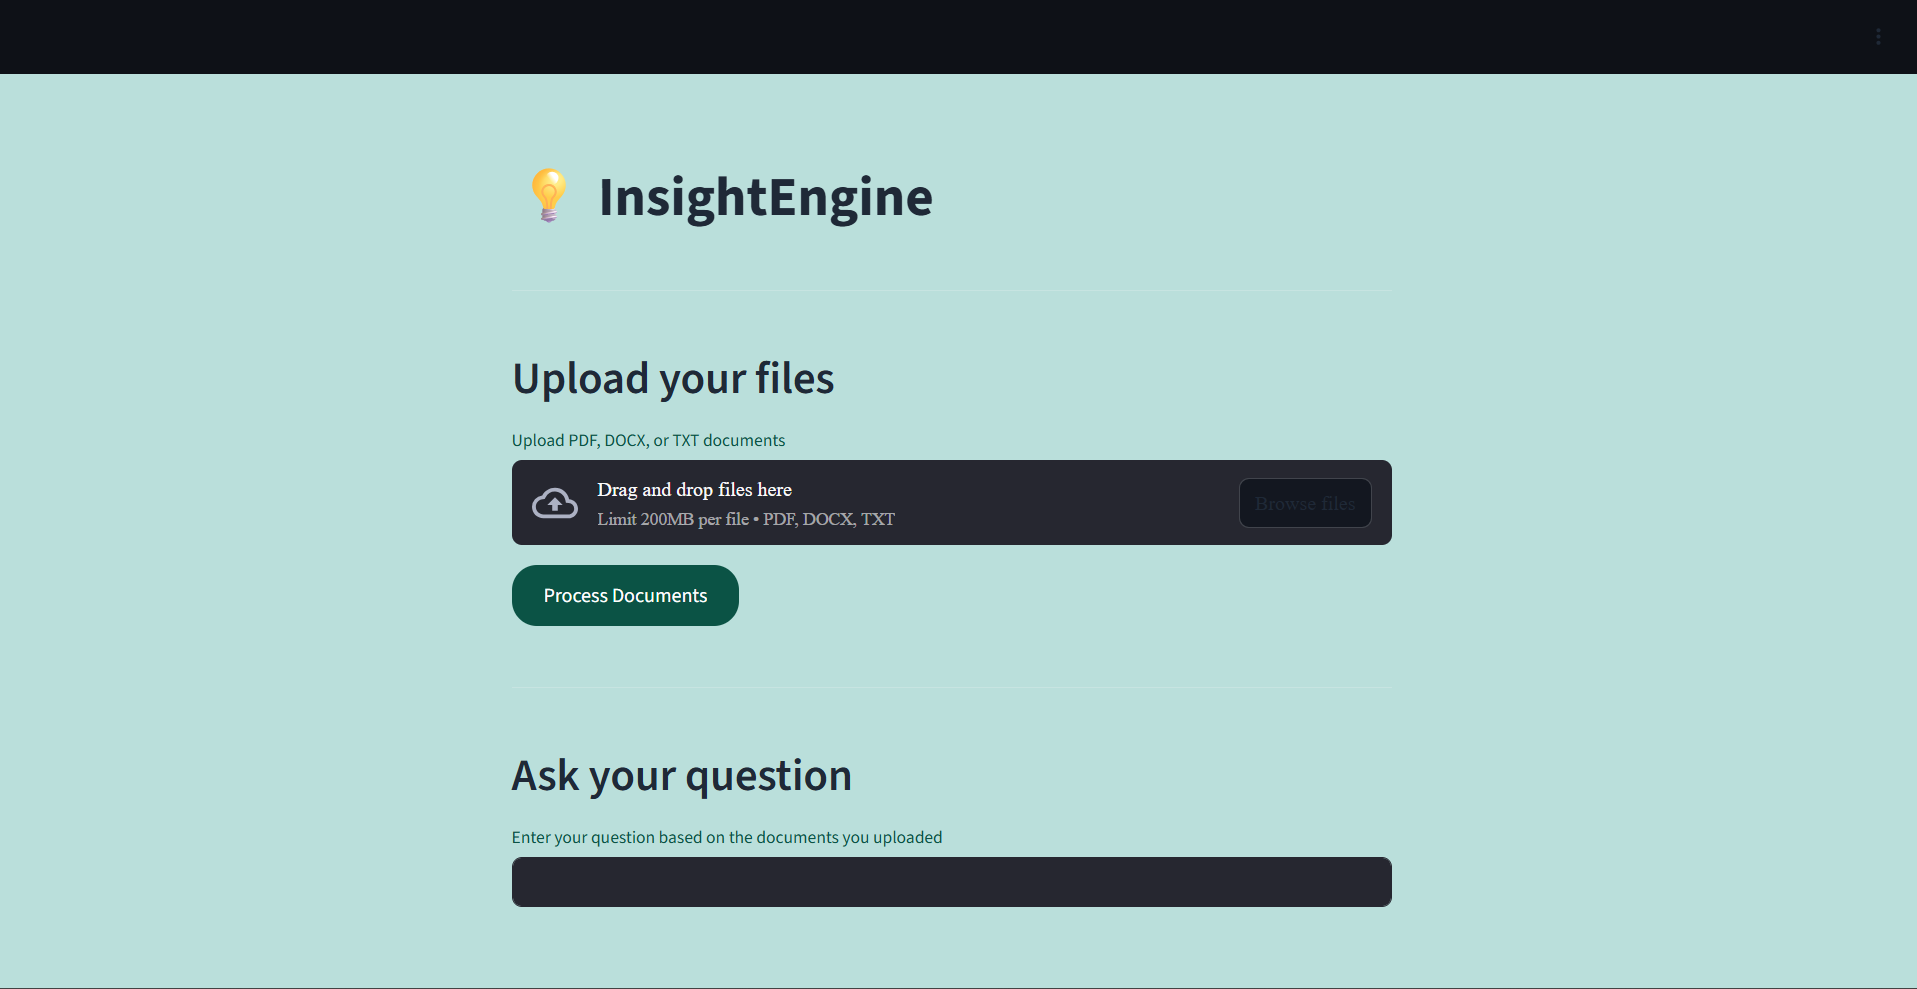 InsightEngine
Upload your files
Upload PDF, DOCX, or TXT documents
Drag and drop files here
Limit 200MB per file • PDF, DOCX, TXT
Browse files
Process Documents
Ask your question
Enter your question based on the documents you uploaded